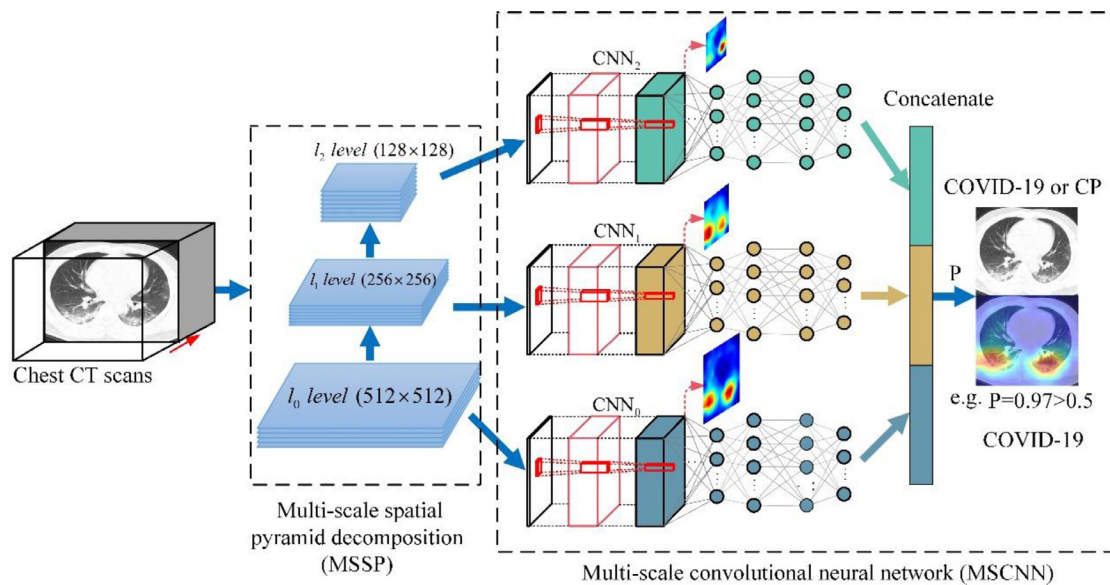 Chest CT scans
l₂ level (128×128)
l₁ level (256×256)
l₀ level (512×512)
Multi-scale spatial
pyramid decomposition
(MSSP)
CNN₂
CNN₁
CNN₀
Concatenate
P
COVID-19 or CP
e.g. P=0.97>0.5
COVID-19
Multi-scale convolutional neural network (MSCNN)